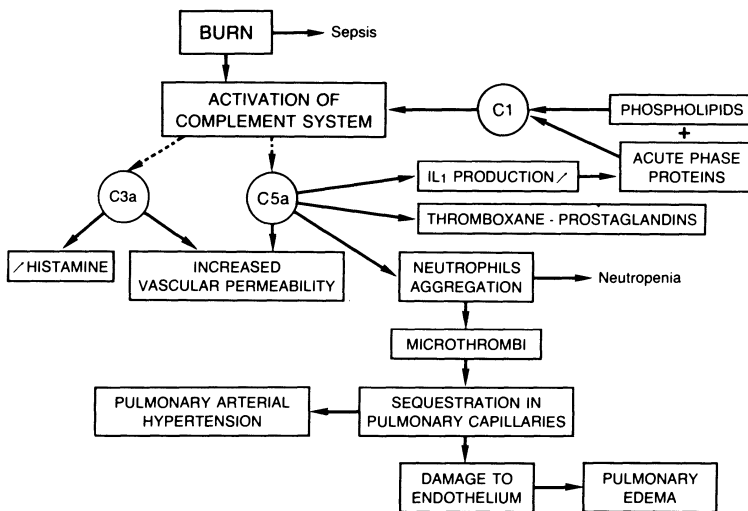 BURN
Sepsis
ACTIVATION OF
COMPLEMENT SYSTEM
C1
PHOSPHOLIPIDS
+
ACUTE PHASE
PROTEINS
C3a
C5a
IL₁ PRODUCTION /
THROMBOXANE - PROSTAGLANDINS
/ HISTAMINE
INCREASED
VASCULAR PERMEABILITY
NEUTROPHILS
AGGREGATION
Neutropenia
MICROTHROMBI
PULMONARY ARTERIAL
HYPERTENSION
SEQUESTRATION IN
PULMONARY CAPILLARIES
DAMAGE TO
ENDOTHELIUM
PULMONARY
EDEMA